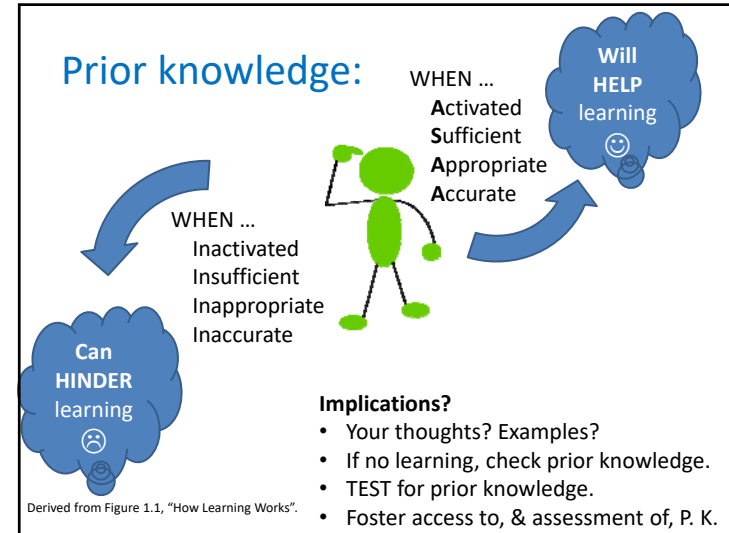 Prior knowledge:
WHEN ...
Activated
Sufficient
Appropriate
Accurate
Will
HELP
learning
☺
WHEN ...
Inactivated
Insufficient
Inappropriate
Inaccurate
Can
HINDER
learning
☹
Implications?
• Your thoughts? Examples?
• If no learning, check prior knowledge.
• TEST for prior knowledge.
• Foster access to, & assessment of, P. K.
Derived from Figure 1.1, “How Learning Works”.